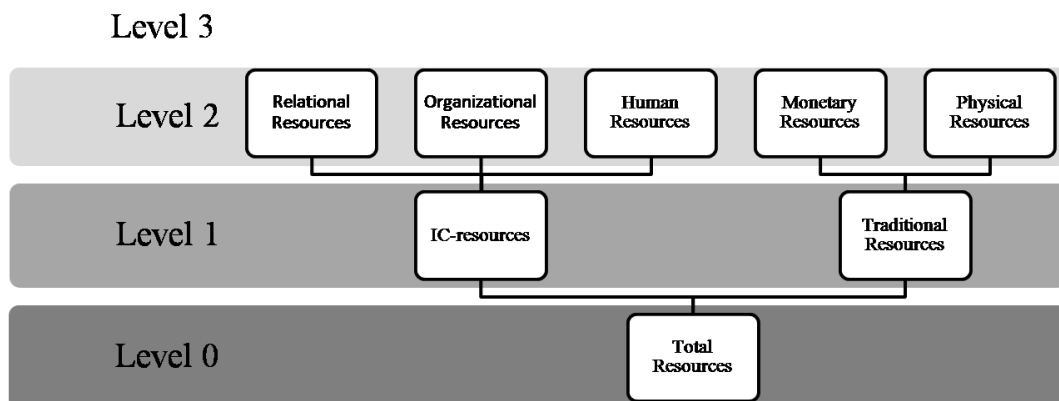 Level 3
Level 2
Relational
Resources
Organizational
Resources
Human
Resources
Monetary
Resources
Physical
Resources
Level 1
IC-resources
Traditional
Resources
Level 0
Total
Resources